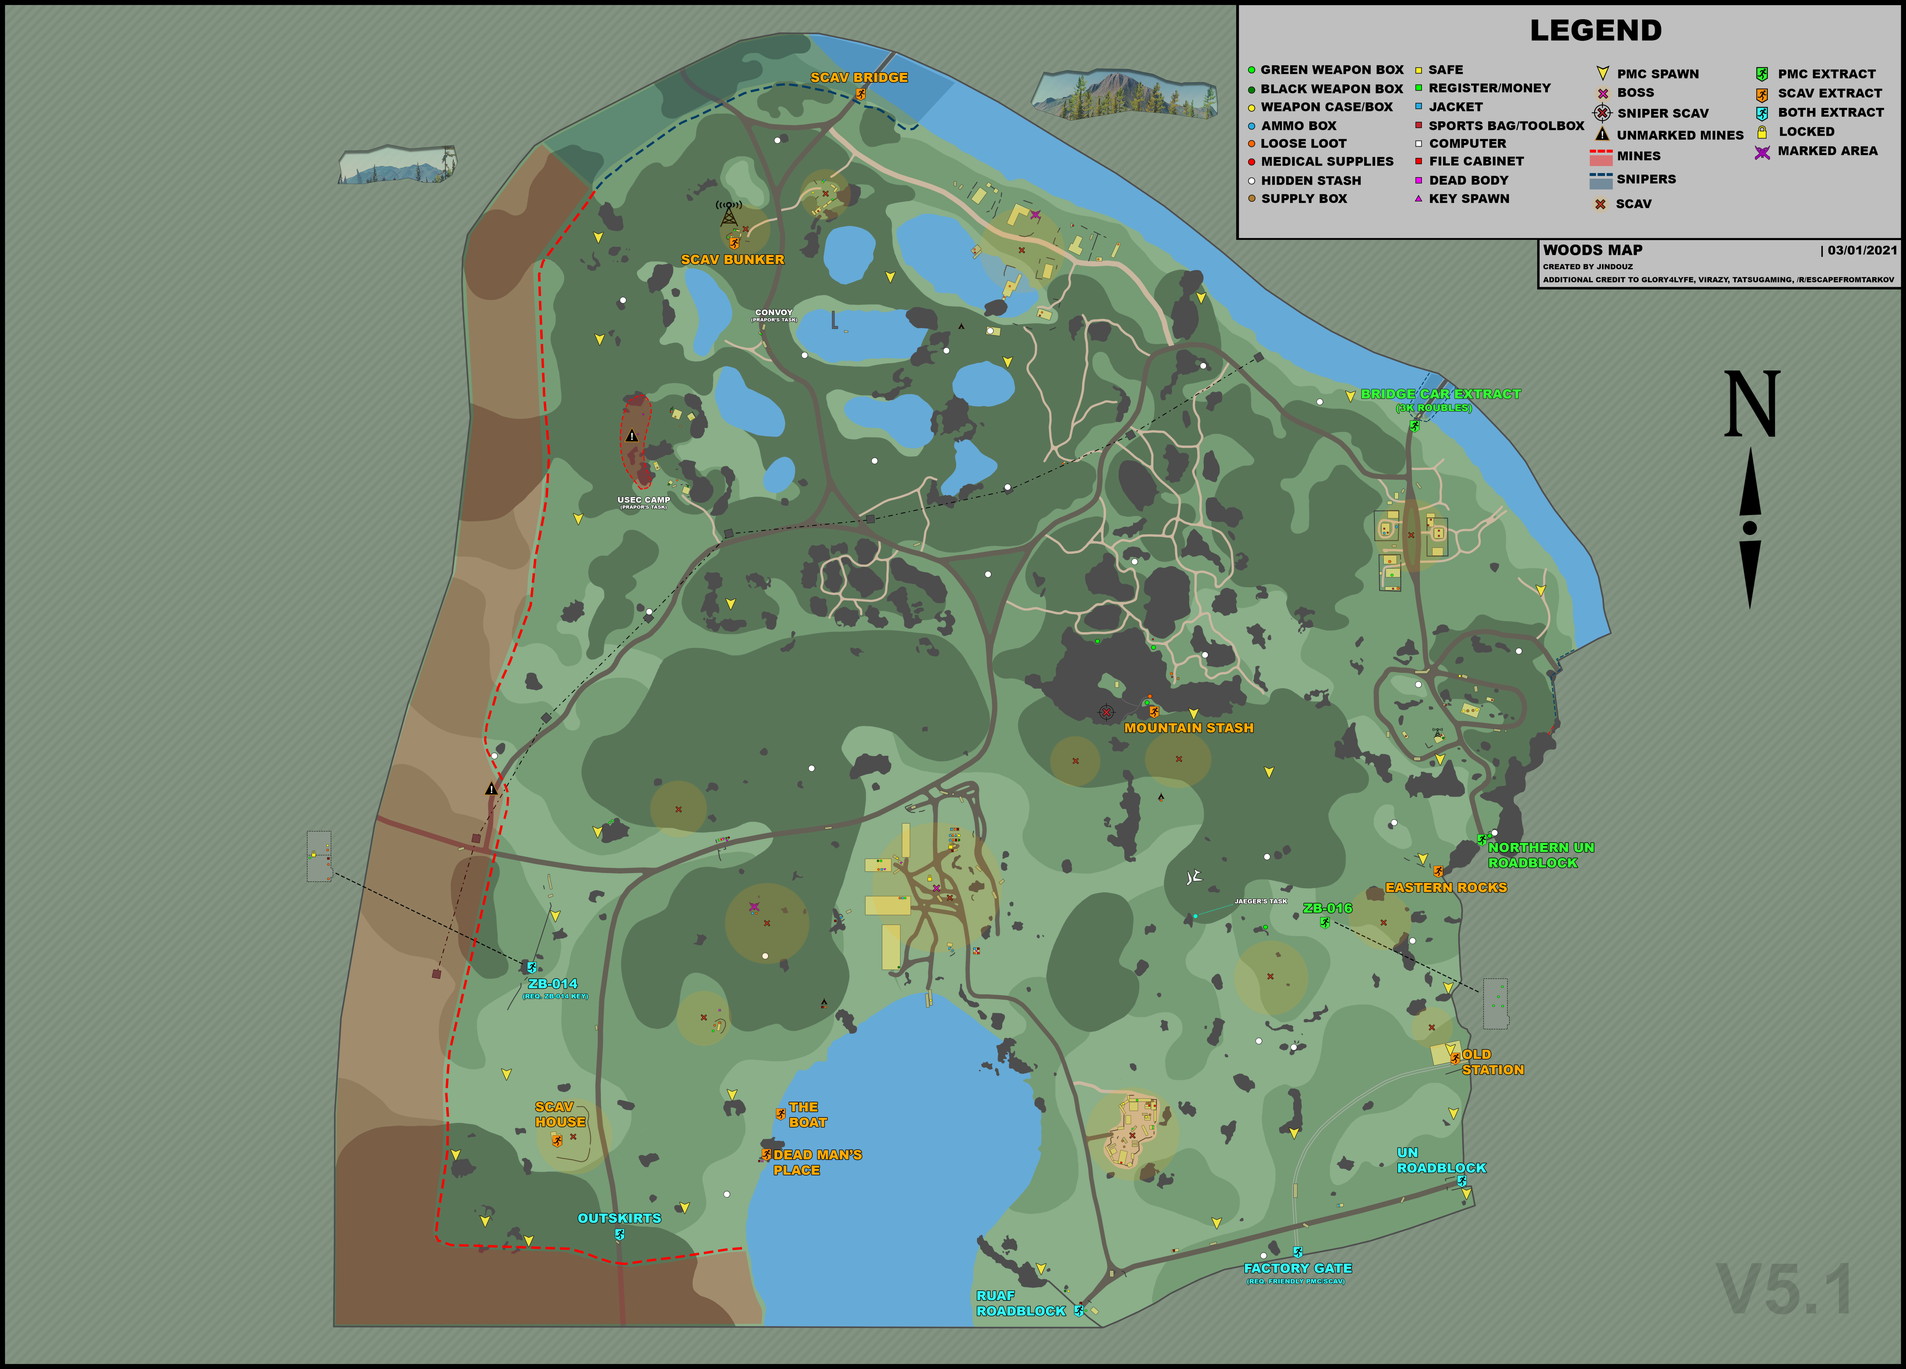 LEGEND
GREEN WEAPON BOX
BLACK WEAPON BOX
WEAPON CASE/BOX
AMMO BOX
LOOSE LOOT
MEDICAL SUPPLIES
HIDDEN STASH
SUPPLY BOX
SAFE
REGISTER/MONEY
JACKET
SPORTS BAG/TOOLBOX
COMPUTER
FILE CABINET
DEAD BODY
KEY SPAWN
PMC SPAWN
BOSS
SNIPER SCAV
UNMARKED MINES
MINES
SNIPERS
SCAV
PMC EXTRACT
SCAV EXTRACT
BOTH EXTRACT
LOCKED
MARKED AREA
WOODS MAP | 03/01/2021
CREATED BY JINDOUZ
ADDITIONAL CREDIT TO GLORY4LYFE, VIRAZY, TATSUGAMING, /R/ESCAPEFROMTARKOV
SCAV BRIDGE
SCAV BUNKER
CONVOY
(PRAPOR'S TASK)
BRIDGE CAR EXTRACT
(3K ROUBLES)
N
USEC CAMP
(PRAPOR'S TASK)
MOUNTAIN STASH
NORTHERN UN
ROADBLOCK
EASTERN ROCKS
JAEGER'S TASK
ZB-016
ZB-014
(REQ. ZB-014 KEY)
OLD
STATION
SCAV
HOUSE
THE
BOAT
DEAD MAN'S
PLACE
UN
ROADBLOCK
OUTSKIRTS
FACTORY GATE
(REQ. FRIENDLY PMC/SCAV)
RUAF
ROADBLOCK
V5.1